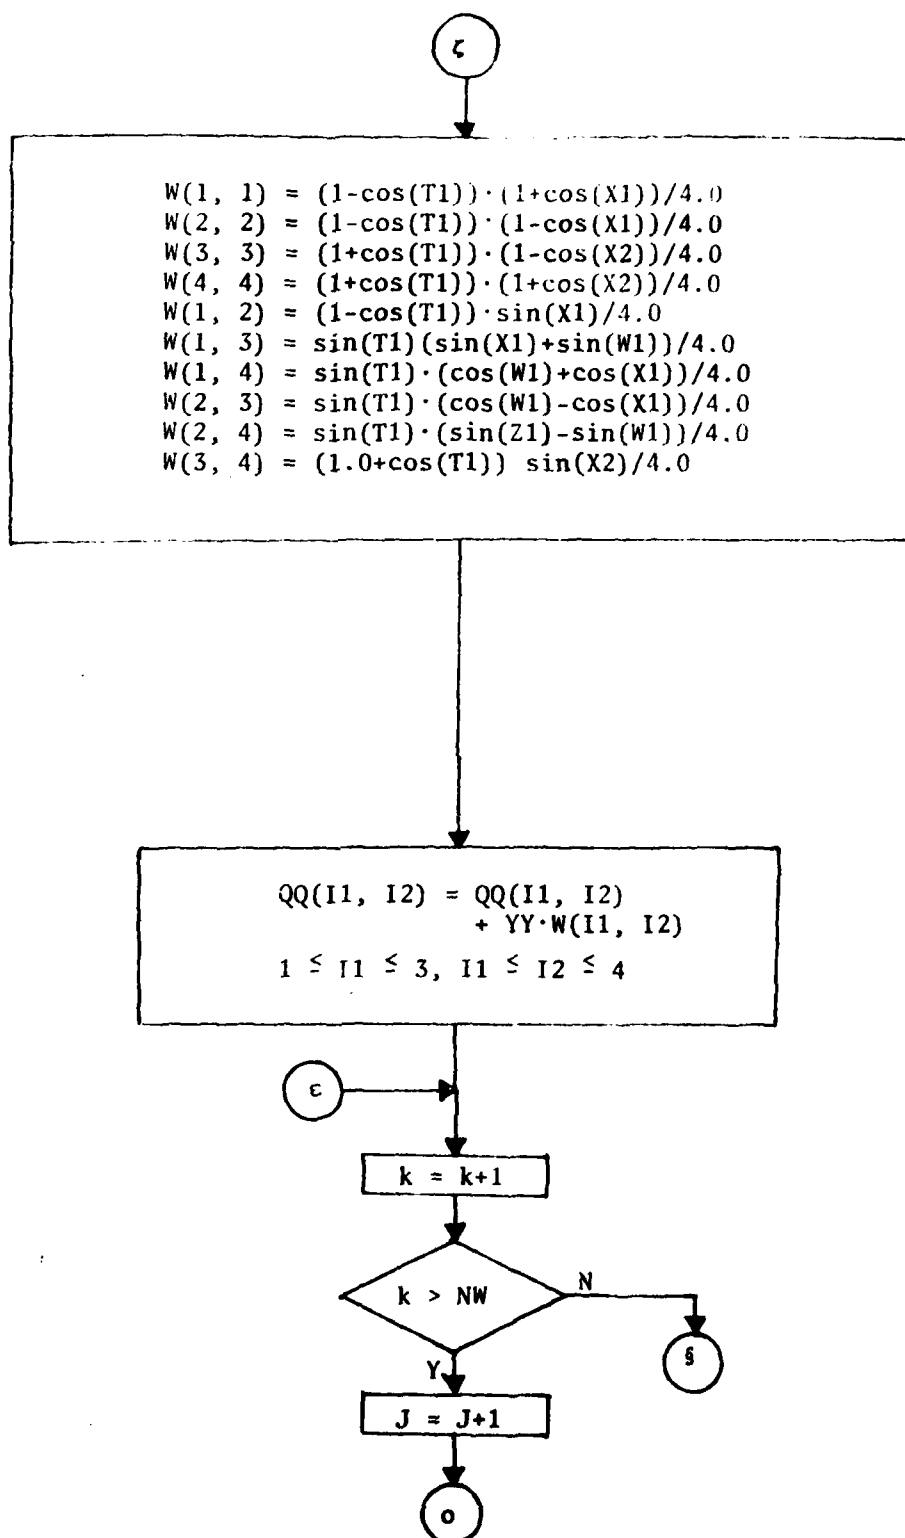 ζ
W(1, 1) = (1-cos(T1))·(1+cos(X1))/4.0
W(2, 2) = (1-cos(T1))·(1-cos(X1))/4.0
W(3, 3) = (1+cos(T1))·(1-cos(X2))/4.0
W(4, 4) = (1+cos(T1))·(1+cos(X2))/4.0
W(1, 2) = (1-cos(T1))·sin(X1)/4.0
W(1, 3) = sin(T1)(sin(X1)+sin(W1))/4.0
W(1, 4) = sin(T1)·(cos(W1)+cos(X1))/4.0
W(2, 3) = sin(T1)·(cos(W1)-cos(X1))/4.0
W(2, 4) = sin(T1)·(sin(Z1)-sin(W1))/4.0
W(3, 4) = (1.0+cos(T1)) sin(X2)/4.0
QQ(I1, I2) = QQ(I1, I2)
+ YY·W(I1, I2)
1 ≤ I1 ≤ 3, I1 ≤ I2 ≤ 4
ε
k = k+1
k > NW
N
§
Y
J = J+1
o